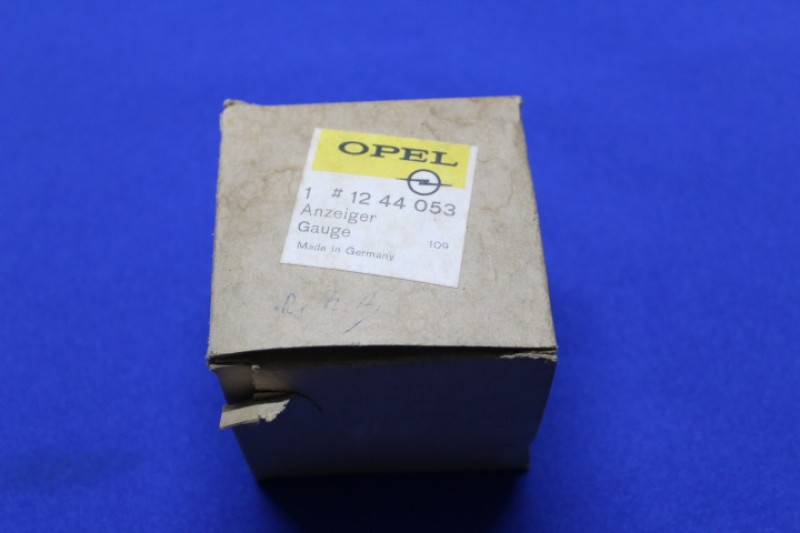 OPEL
1 # 12 44 053
Anzeiger
Gauge 109
Made in Germany